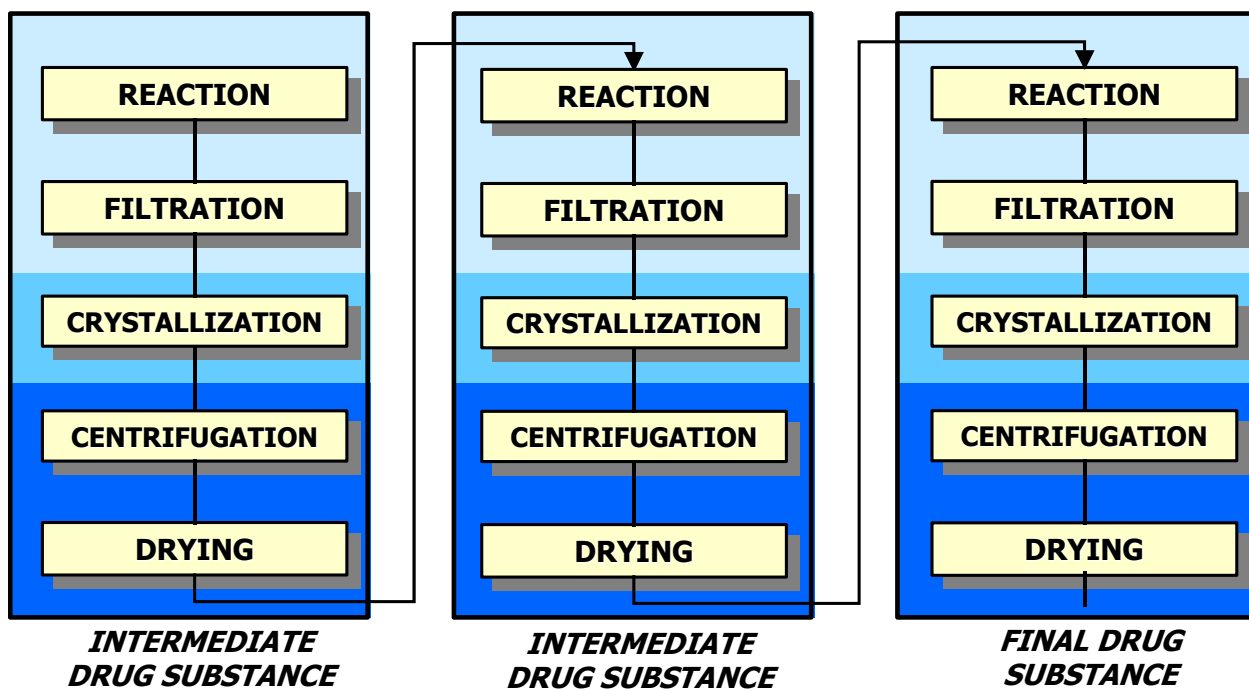 REACTION
FILTRATION
CRYSTALLIZATION
CENTRIFUGATION
DRYING
INTERMEDIATE
DRUG SUBSTANCE
REACTION
FILTRATION
CRYSTALLIZATION
CENTRIFUGATION
DRYING
INTERMEDIATE
DRUG SUBSTANCE
REACTION
FILTRATION
CRYSTALLIZATION
CENTRIFUGATION
DRYING
FINAL DRUG
SUBSTANCE